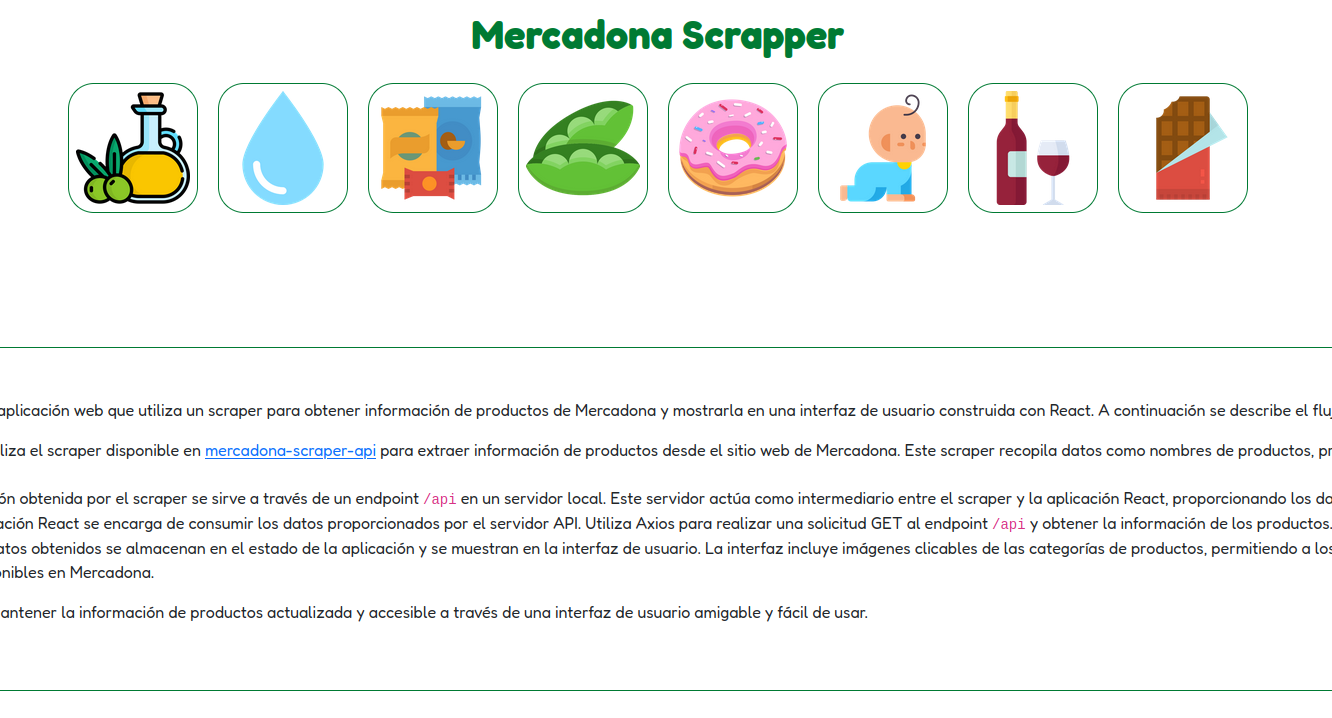 Mercadona Scrapper
aplicación web que utiliza un scraper para obtener información de productos de Mercadona y mostrarla en una interfaz de usuario construida con React. A continuación se describe el
liza el scraper disponible en mercadona-scraper-api para extraer información de productos desde el sitio web de Mercadona. Este scraper recopila datos como nombres de productos,
ón obtenida por el scraper se sirve a través de un endpoint /api en un servidor local. Este servidor actúa como intermediario entre el scraper y la aplicación React, proporcionando los
ación React se encarga de consumir los datos proporcionados por el servidor API. Utiliza Axios para realizar una solicitud GET al endpoint /api y obtener la información de los productos.
atos obtenidos se almacenan en el estado de la aplicación y se muestran en la interfaz de usuario. La interfaz incluye imágenes clicables de las categorías de productos, permitiendo a los
onibles en Mercadona.
antener la información de productos actualizada y accesible a través de una interfaz de usuario amigable y fácil de usar.